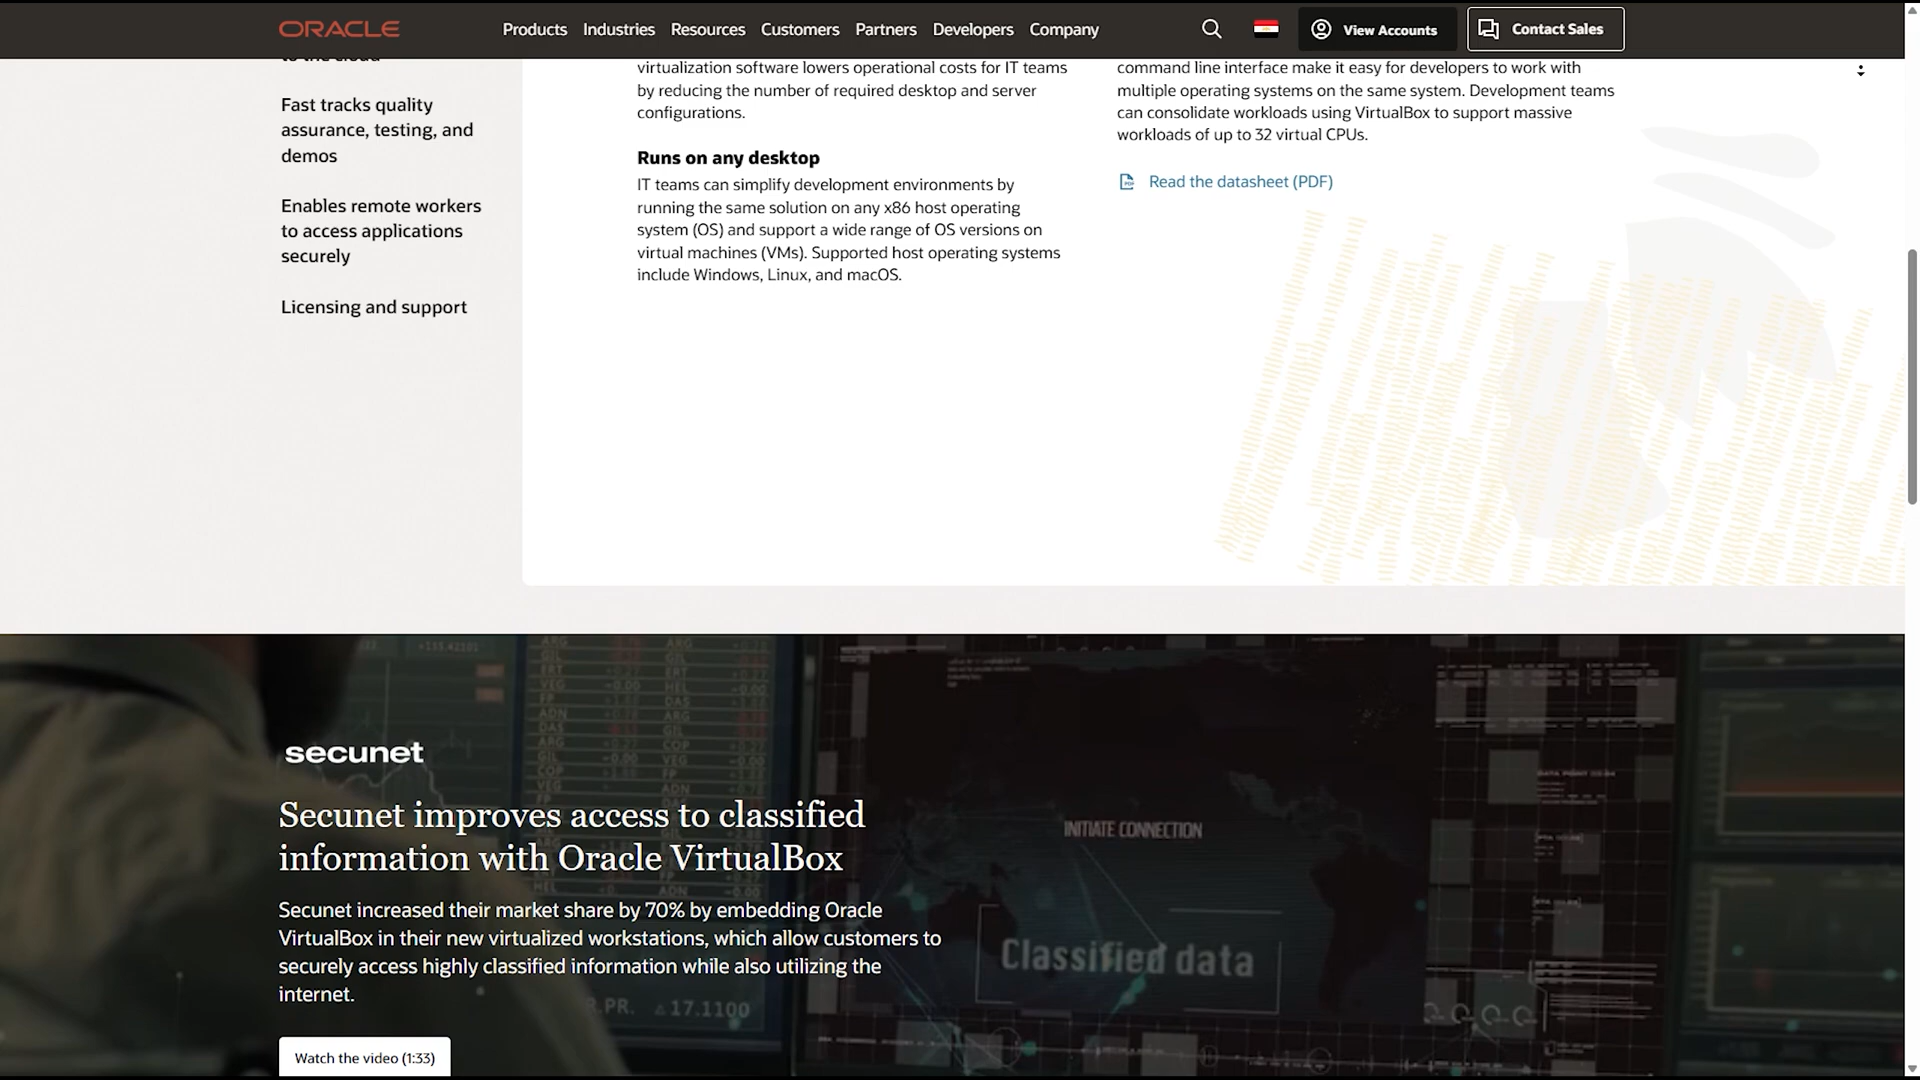 ORACLE
Products Industries Resources Customers Partners Developers Company
View Accounts
Contact Sales
to the cloud
Fast tracks quality
assurance, testing, and
demos
Enables remote workers
to access applications
securely
Licensing and support
virtualization software lowers operational costs for IT teams
by reducing the number of required desktop and server
configurations.
Runs on any desktop
IT teams can simplify development environments by
running the same solution on any x86 host operating
system (OS) and support a wide range of OS versions on
virtual machines (VMs). Supported host operating systems
include Windows, Linux, and macOS.
command line interface make it easy for developers to work with
multiple operating systems on the same system. Development teams
can consolidate workloads using VirtualBox to support massive
workloads of up to 32 virtual CPUs.
Read the datasheet (PDF)
secunet
Secunet improves access to classified
information with Oracle VirtualBox
Secunet increased their market share by 70% by embedding Oracle
VirtualBox in their new virtualized workstations, which allow customers to
securely access highly classified information while also utilizing the
internet.
Watch the video (1:33)
INITIATE CONNECTION
Classified data
17.1100